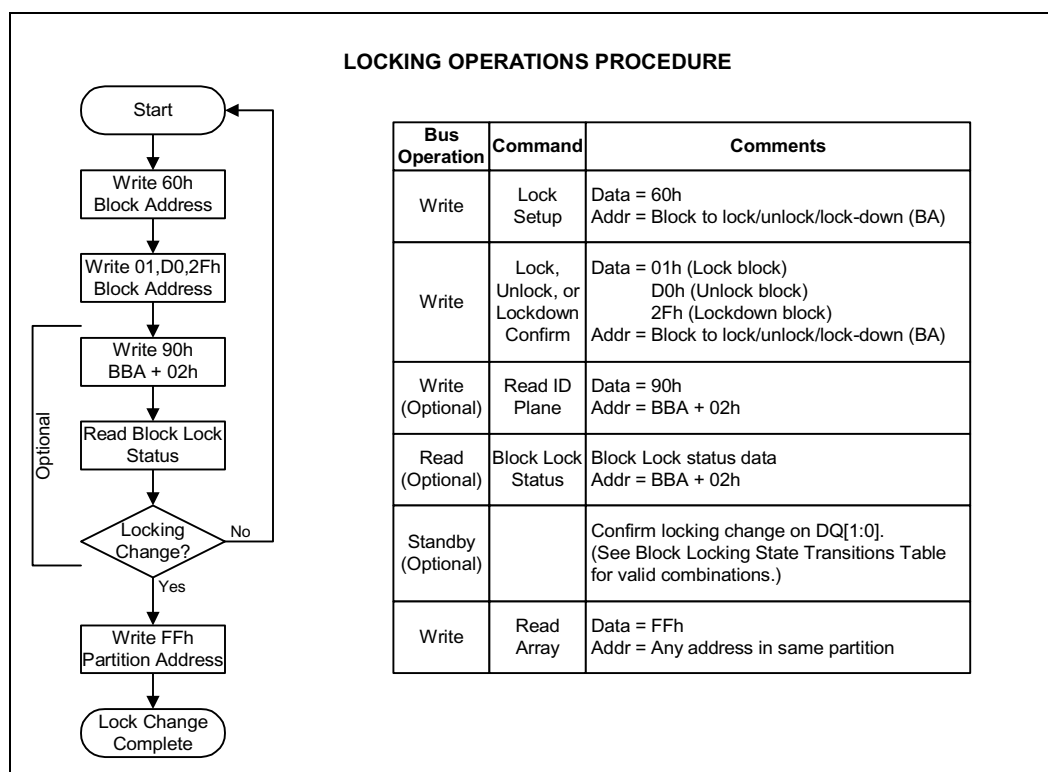 LOCKING OPERATIONS PROCEDURE
Start
Write 60h
Block Address
Write 01,D0,2Fh
Block Address
Optional
Write 90h
BBA + 02h
Read Block Lock
Status
Locking
Change?
No
Yes
Write FFh
Partition Address
Lock Change
Complete
Bus
Operation
Command
Comments
Write
Lock
Setup
Data = 60h
Addr = Block to lock/unlock/lock-down (BA)
Write
Lock,
Unlock, or
Lockdown
Confirm
Data = 01h (Lock block)
D0h (Unlock block)
2Fh (Lockdown block)
Addr = Block to lock/unlock/lock-down (BA)
Write
(Optional)
Read ID
Plane
Data = 90h
Addr = BBA + 02h
Read
(Optional)
Block Lock
Status
Block Lock status data
Addr = BBA + 02h
Standby
(Optional)
Confirm locking change on DQ[1:0].
(See Block Locking State Transitions Table
for valid combinations.)
Write
Read
Array
Data = FFh
Addr = Any address in same partition